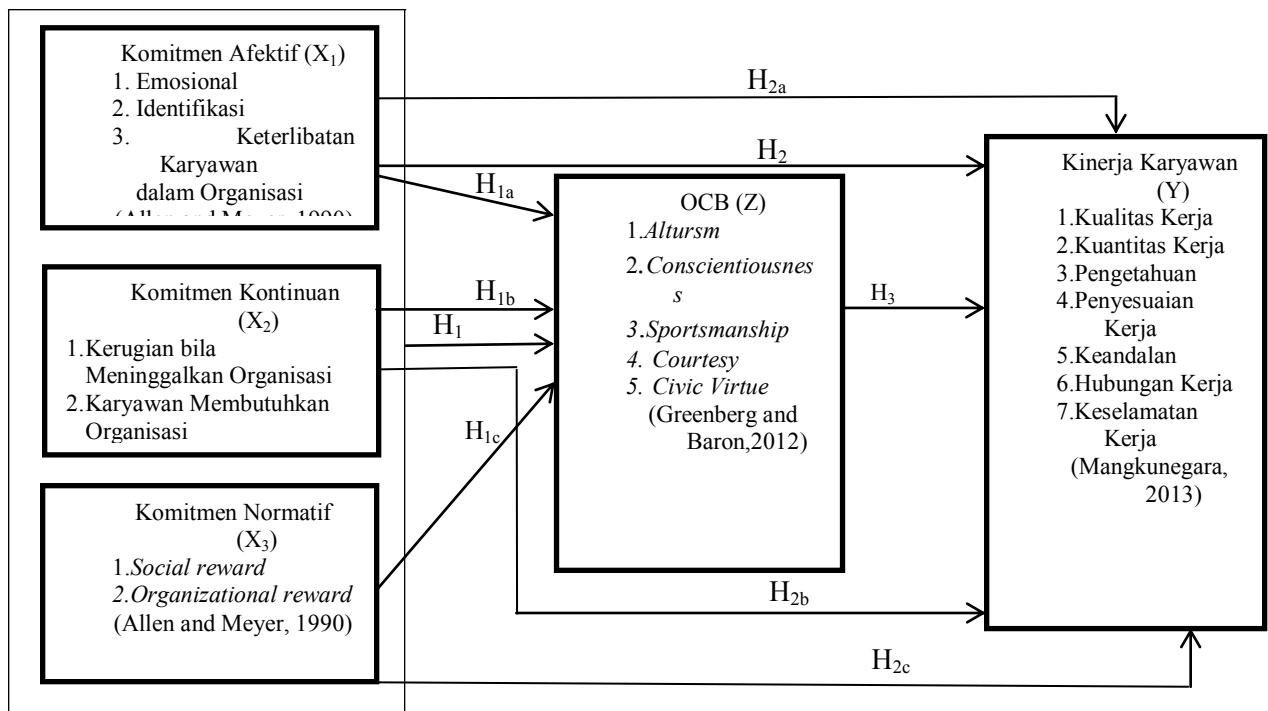 Komitmen Afektif (X₁)
1. Emosional
2. Identifikasi
3. Keterlibatan
Karyawan
dalam Organisasi
(Allen and Meyer, 1990)
Komitmen Kontinuan
(X₂)
1.Kerugian bila
Meninggalkan Organisasi
2.Karyawan Membutuhkan
Organisasi
Komitmen Normatif
(X₃)
1.Social reward
2.Organizational reward
(Allen and Meyer, 1990)
H₂ₐ
H₂
H₁ₐ
H₁b
H₁
H₁c
OCB (Z)
1.Altursm
2.Conscientiousnes
s
3.Sportsmanship
4. Courtesy
5. Civic Virtue
(Greenberg and
Baron,2012)
H₃
H₂b
H₂c
Kinerja Karyawan
(Y)
1.Kualitas Kerja
2.Kuantitas Kerja
3.Pengetahuan
4.Penyesuaian
Kerja
5.Keandalan
6.Hubungan Kerja
7.Keselamatan
Kerja
(Mangkunegara,
2013)